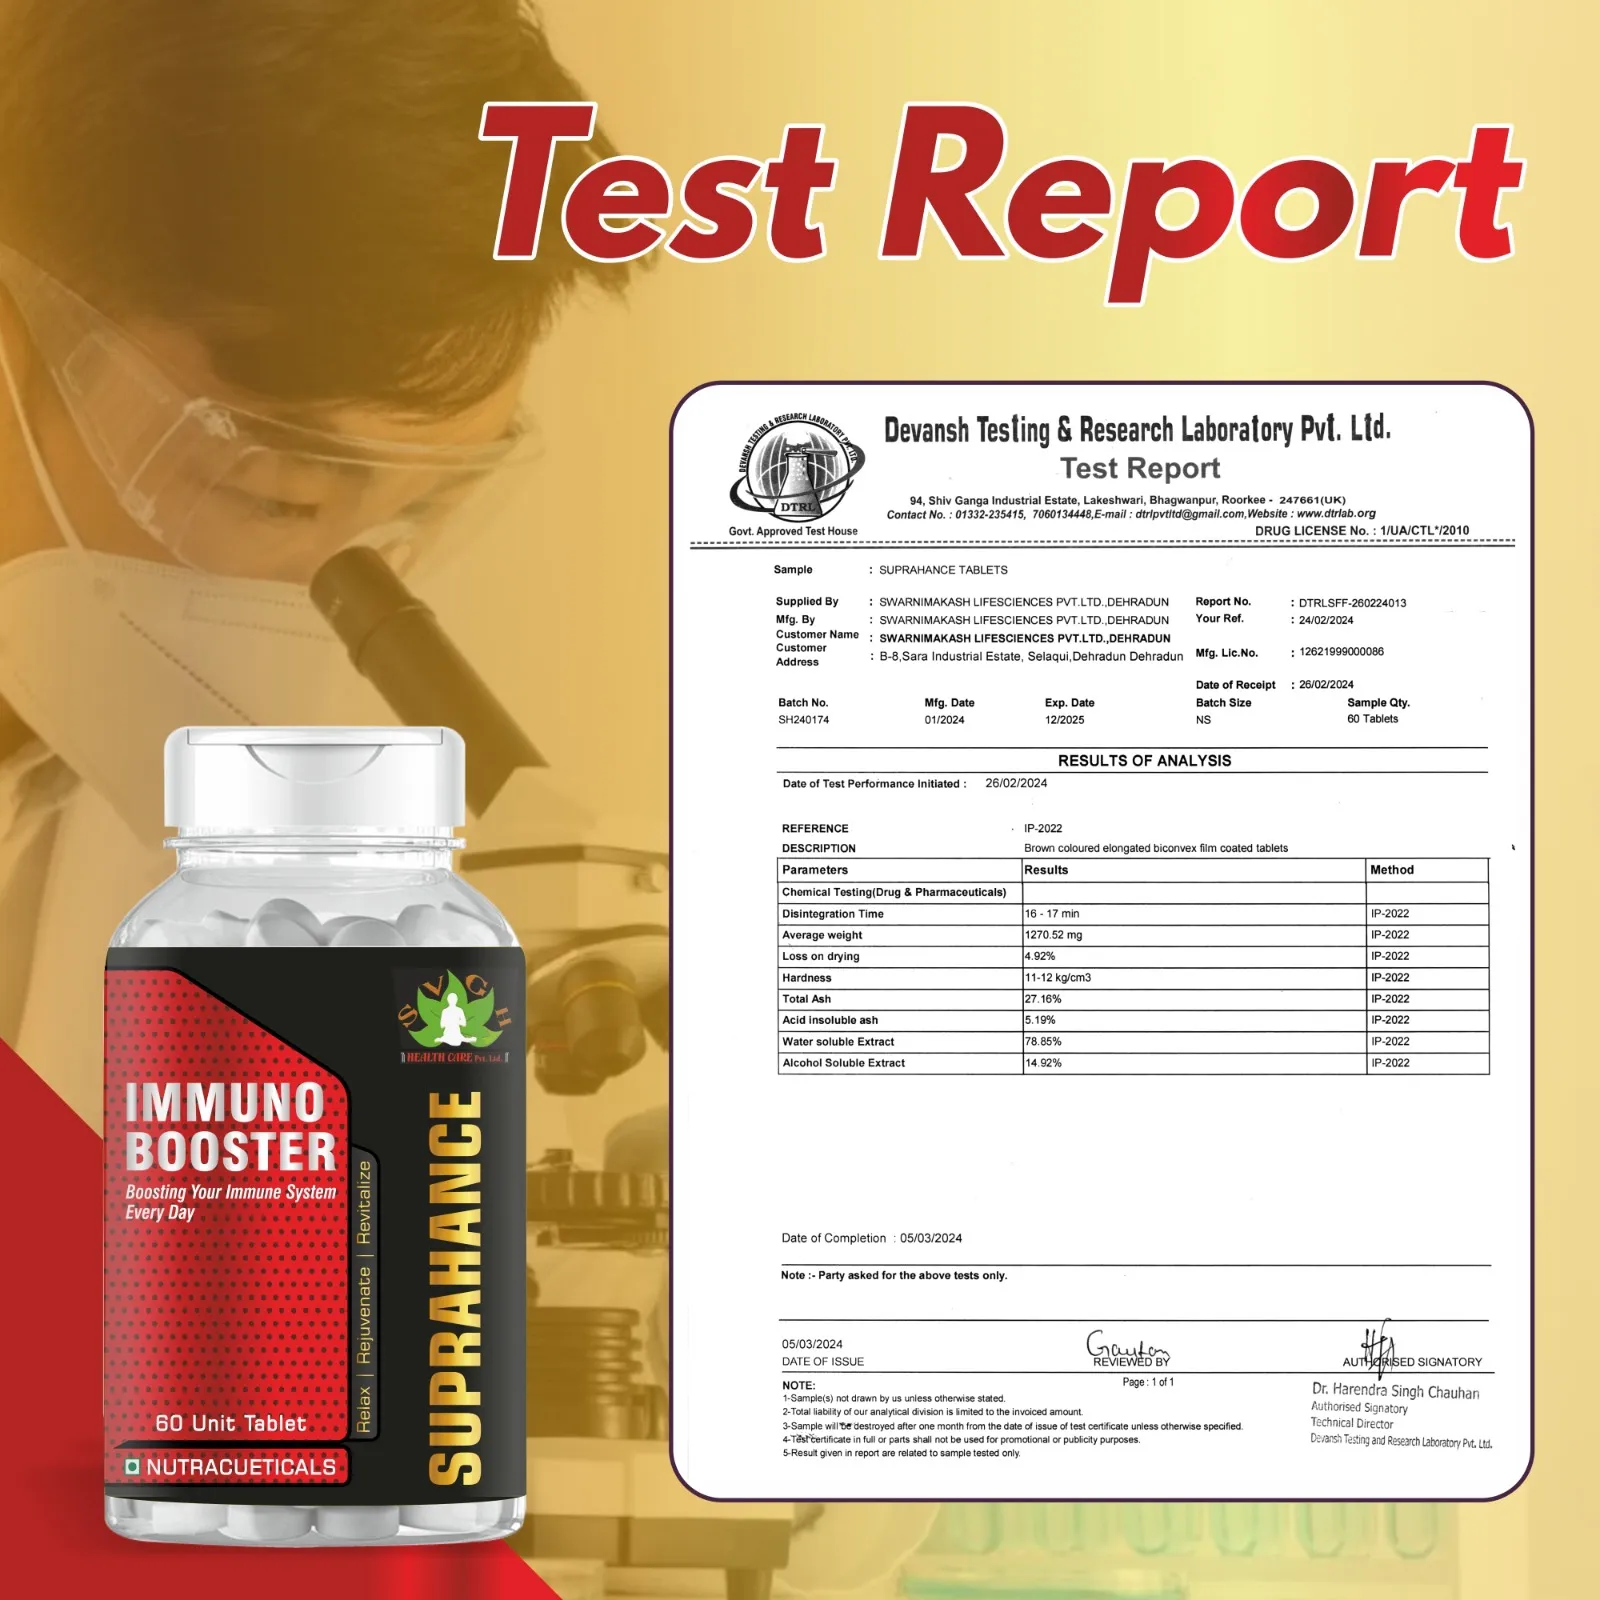 Test Report
DEVANSH TESTING & RESEARCH LABORATORY PVT. LTD.
DTRL
Govt. Approved Test House
Devansh Testing & Research Laboratory Pvt. Ltd.
Test Report
94, Shiv Ganga Industrial Estate, Lakeshwari, Bhagwanpur, Roorkee - 247661(UK)
Contact No. : 01332-235415, 7060134448,E-mail : dtrlpvtltd@gmail.com,Website : www.dtrlab.org
DRUG LICENSE No. : 1/UA/CTL*/2010
Sample : SUPRAHANCE TABLETS
Supplied By : SWARNIMAKASH LIFESCIENCES PVT.LTD.,DEHRADUN Report No. : DTRLSFF-260224013
Mfg. By : SWARNIMAKASH LIFESCIENCES PVT.LTD.,DEHRADUN Your Ref. : 24/02/2024
Customer Name : SWARNIMAKASH LIFESCIENCES PVT.LTD.,DEHRADUN
Customer Address : B-8,Sara Industrial Estate, Selaqui,Dehradun Dehradun Mfg. Lic.No. : 12621999000086
Date of Receipt : 26/02/2024
Batch No. Mfg. Date Exp. Date Batch Size Sample Qty.
SH240174 01/2024 12/2025 NS 60 Tablets
RESULTS OF ANALYSIS
Date of Test Performance Initiated : 26/02/2024
REFERENCE IP-2022
DESCRIPTION Brown coloured elongated biconvex film coated tablets
Parameters Results Method
Chemical Testing(Drug & Pharmaceuticals)
Disintegration Time 16 - 17 min IP-2022
Average weight 1270.52 mg IP-2022
Loss on drying 4.92% IP-2022
Hardness 11-12 kg/cm3 IP-2022
Total Ash 27.16% IP-2022
Acid insoluble ash 5.19% IP-2022
Water soluble Extract 78.85% IP-2022
Alcohol Soluble Extract 14.92% IP-2022
Date of Completion : 05/03/2024
Note :- Party asked for the above tests only.
05/03/2024
DATE OF ISSUE REVIEWED BY AUTHORISED SIGNATORY
Page : 1 of 1
Dr. Harendra Singh Chauhan
Authorised Signatory
Technical Director
Devansh Testing and Research Laboratory Pvt. Ltd.
NOTE:
1-Sample(s) not drawn by us unless otherwise stated.
2-Total liability of our analytical division is limited to the invoiced amount.
3-Sample will be destroyed after one month from the date of issue of test certificate unless otherwise specified.
4-Test certificate in full or parts shall not be used for promotional or publicity purposes.
5-Result given in report are related to sample tested only.
SVGH
HEALTH CARE Pvt. Ltd.
IMMUNO
BOOSTER
Boosting Your Immune System
Every Day
Relax | Rejuvenate | Revitalize
SUPRAHANCE
60 Unit Tablet
NUTRACUETICALS